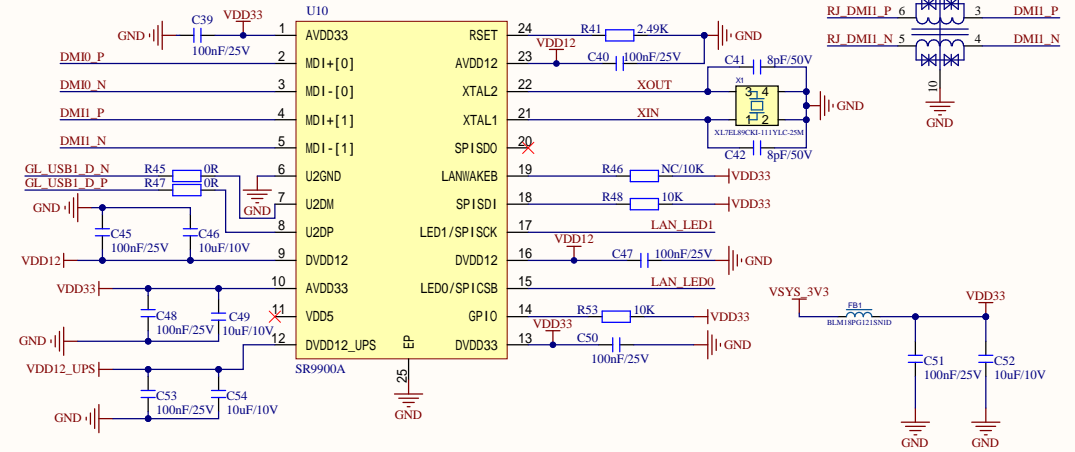 U10
C39
VDD33
GND
100nF/25V
1 AVDD33
RSET 24
R41 2.49K
GND
DMI0_P
2 MDI+[0]
AVDD12 23
VDD12
C40 100nF/25V
DMI0_N
3 MDI-[0]
XTAL2 22
XOUT
C41 8pF/50V
DMI1_P
4 MDI+[1]
XTAL1 21
XIN
X1
3 4
1 2
GND
XL7EL89CKI-111YLC-25M
C42 8pF/50V
DMI1_N
5 MDI-[1]
SPISDO 20
GL_USB1_D_N
R45 0R
6 U2GND
LANWAKEB 19
R46 NC/10K
VDD33
GL_USB1_D_P
R47 0R
GND
7 U2DM
SPISDI 18
R48 10K
VDD33
GND
C45
100nF/25V
C46
10uF/10V
8 U2DP
LED1/SPISCK 17
LAN_LED1
VDD12
9 DVDD12
DVDD12 16
VDD12
C47 100nF/25V
GND
VDD33
10 AVDD33
LED0/SPICSB 15
LAN_LED0
C48
100nF/25V
C49
10uF/10V
11 VDD5
GPIO 14
R53 10K
VDD33
GND
12 DVDD12_UPS
DVDD33 13
VDD33
C50
100nF/25V
GND
VDD12_UPS
EP
25
SR9900A
GND
C53
100nF/25V
C54
10uF/10V
GND
RJ_DMI1_P 6
3 DMI1_P
RJ_DMI1_N 5
4 DMI1_N
10
GND
VSYS_3V3
FB1
BLM18PG121SNID
VDD33
C51
100nF/25V
C52
10uF/10V
GND
GND